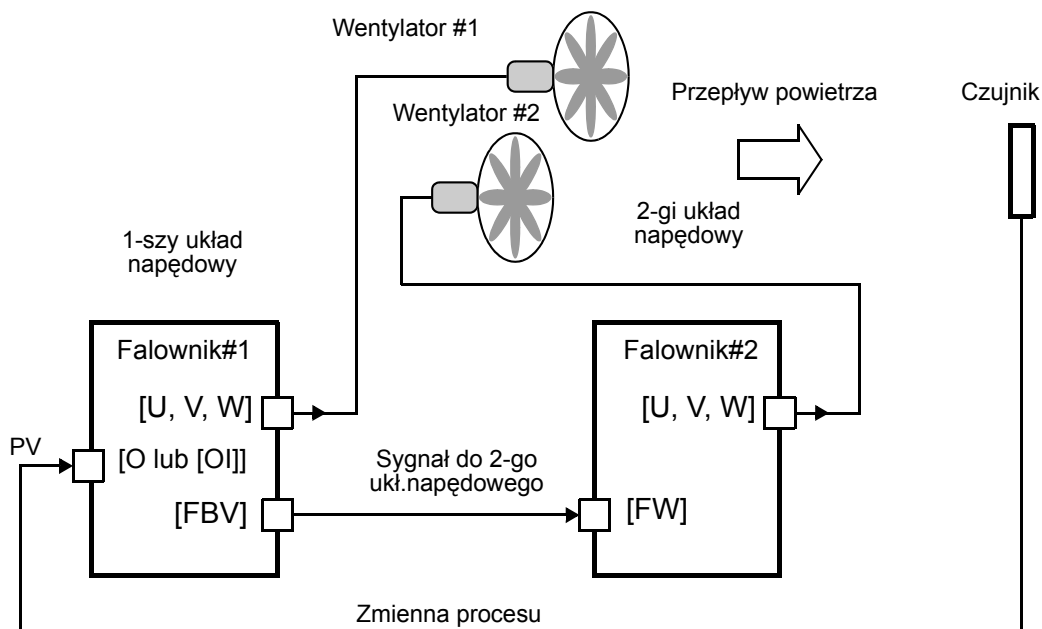 Wentylator #1
Wentylator #2
Przepływ powietrza
Czujnik
2-gi układ
napędowy
1-szy układ
napędowy
Falownik#1
Falownik#2
[U, V, W]
[U, V, W]
PV
[O lub [OI]]
Sygnał do 2-go
ukł.napędowego
[FBV]
[FW]
Zmienna procesu